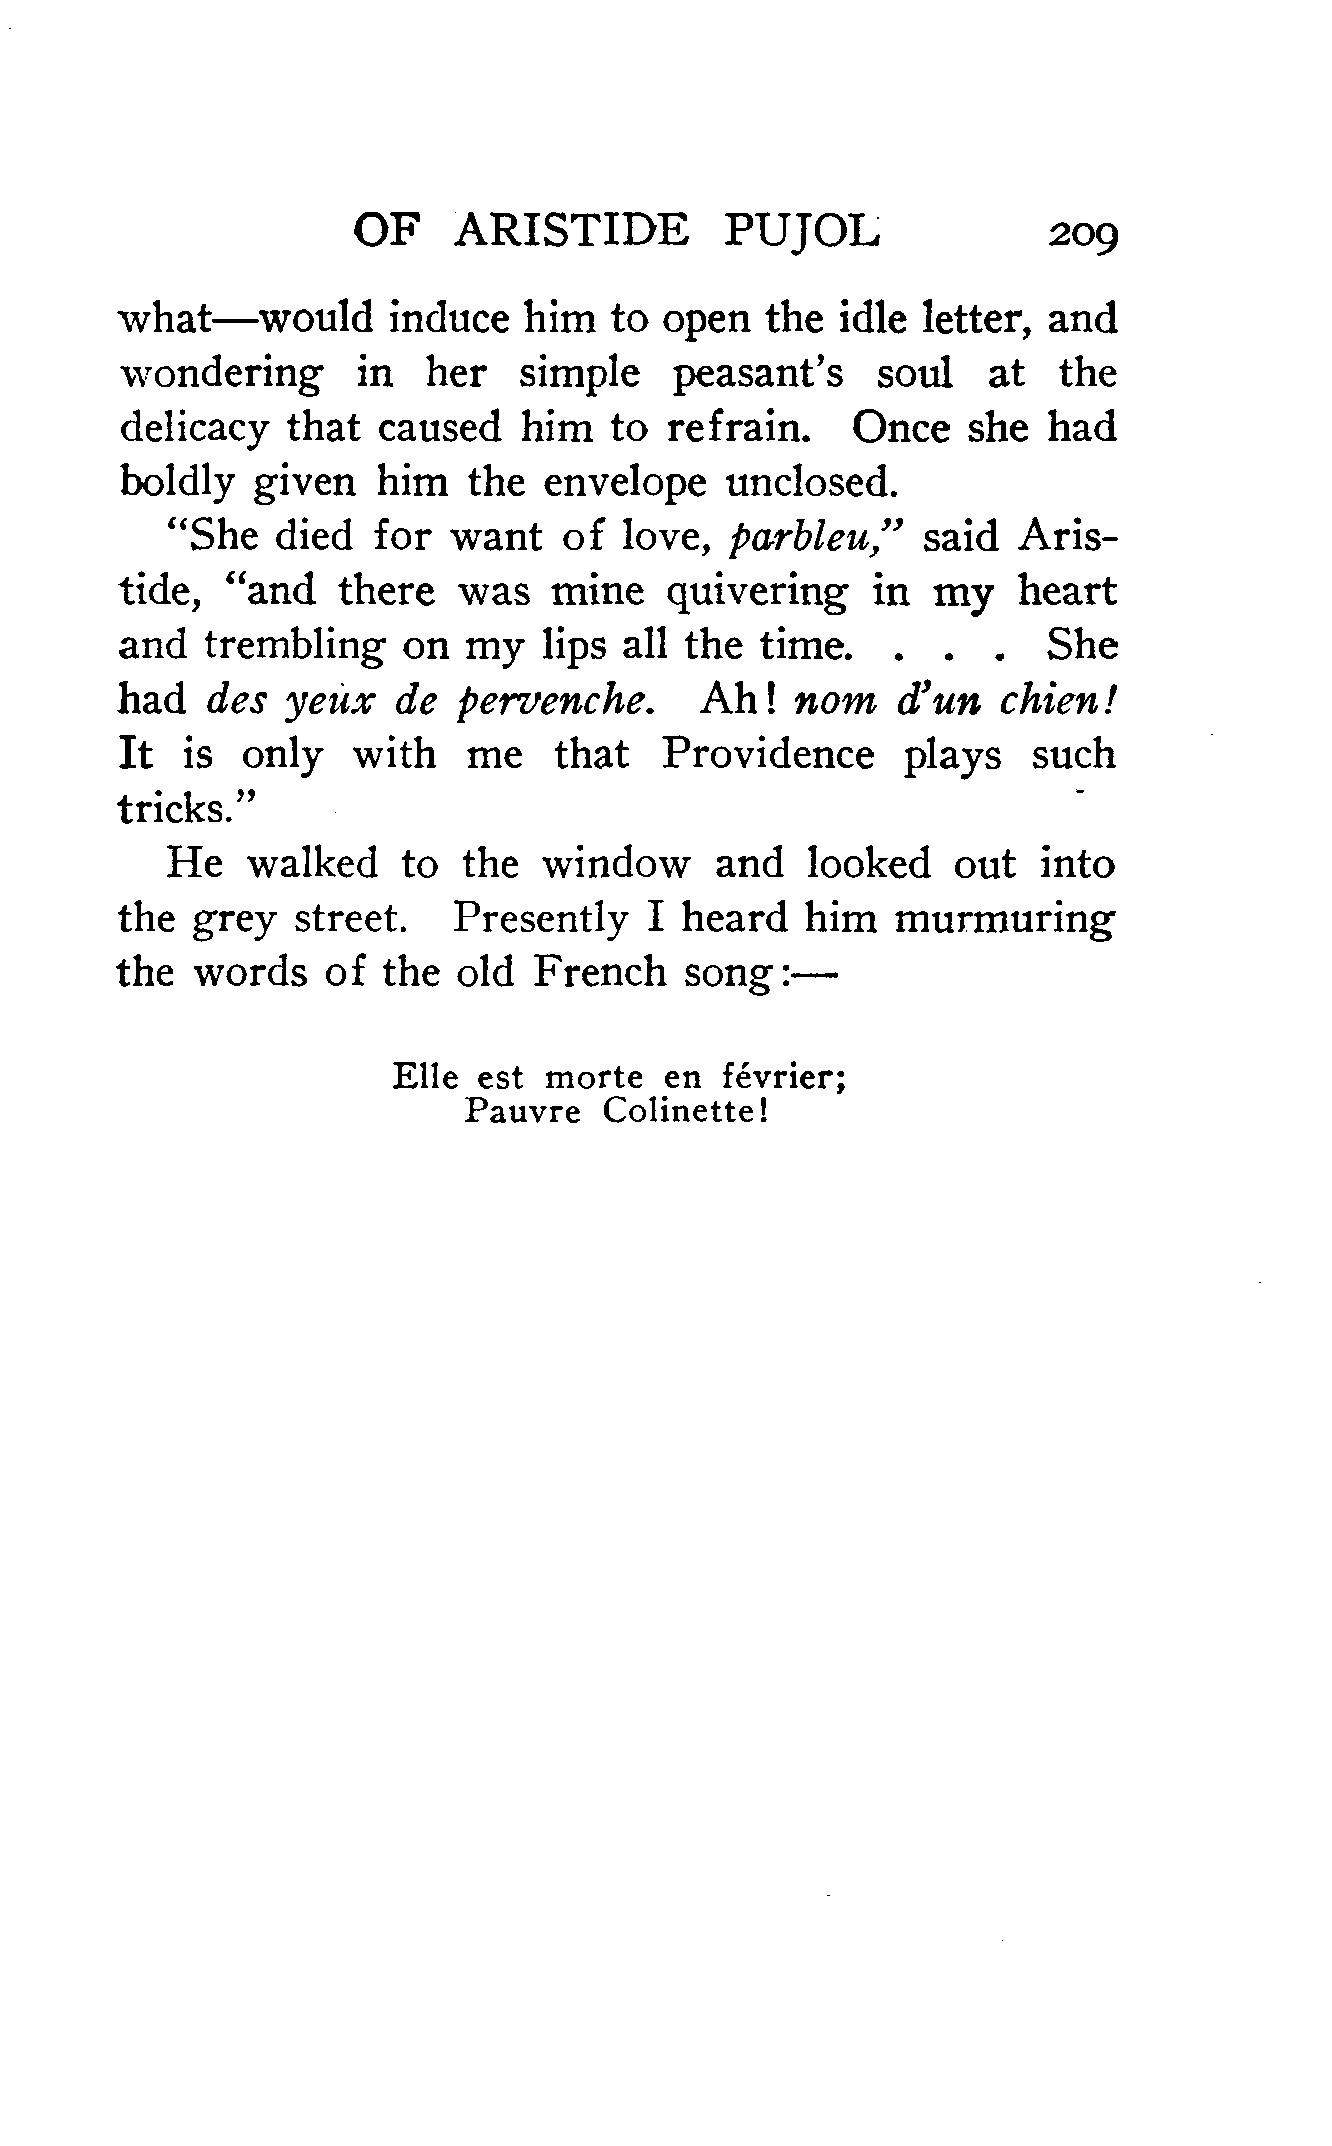 OF ARISTIDE PUJOL 209
what—would induce him to open the idle letter, and
wondering in her simple peasant's soul at the
delicacy that caused him to refrain. Once she had
boldly given him the envelope unclosed.
"She died for want of love, parbleu," said Aris-
tide, "and there was mine quivering in my heart
and trembling on my lips all the time. . . . She
had des yeux de pervenche. Ah! nom d'un chien!
It is only with me that Providence plays such
tricks."
He walked to the window and looked out into
the grey street. Presently I heard him murmuring
the words of the old French song:—
Elle est morte en février;
Pauvre Colinette!